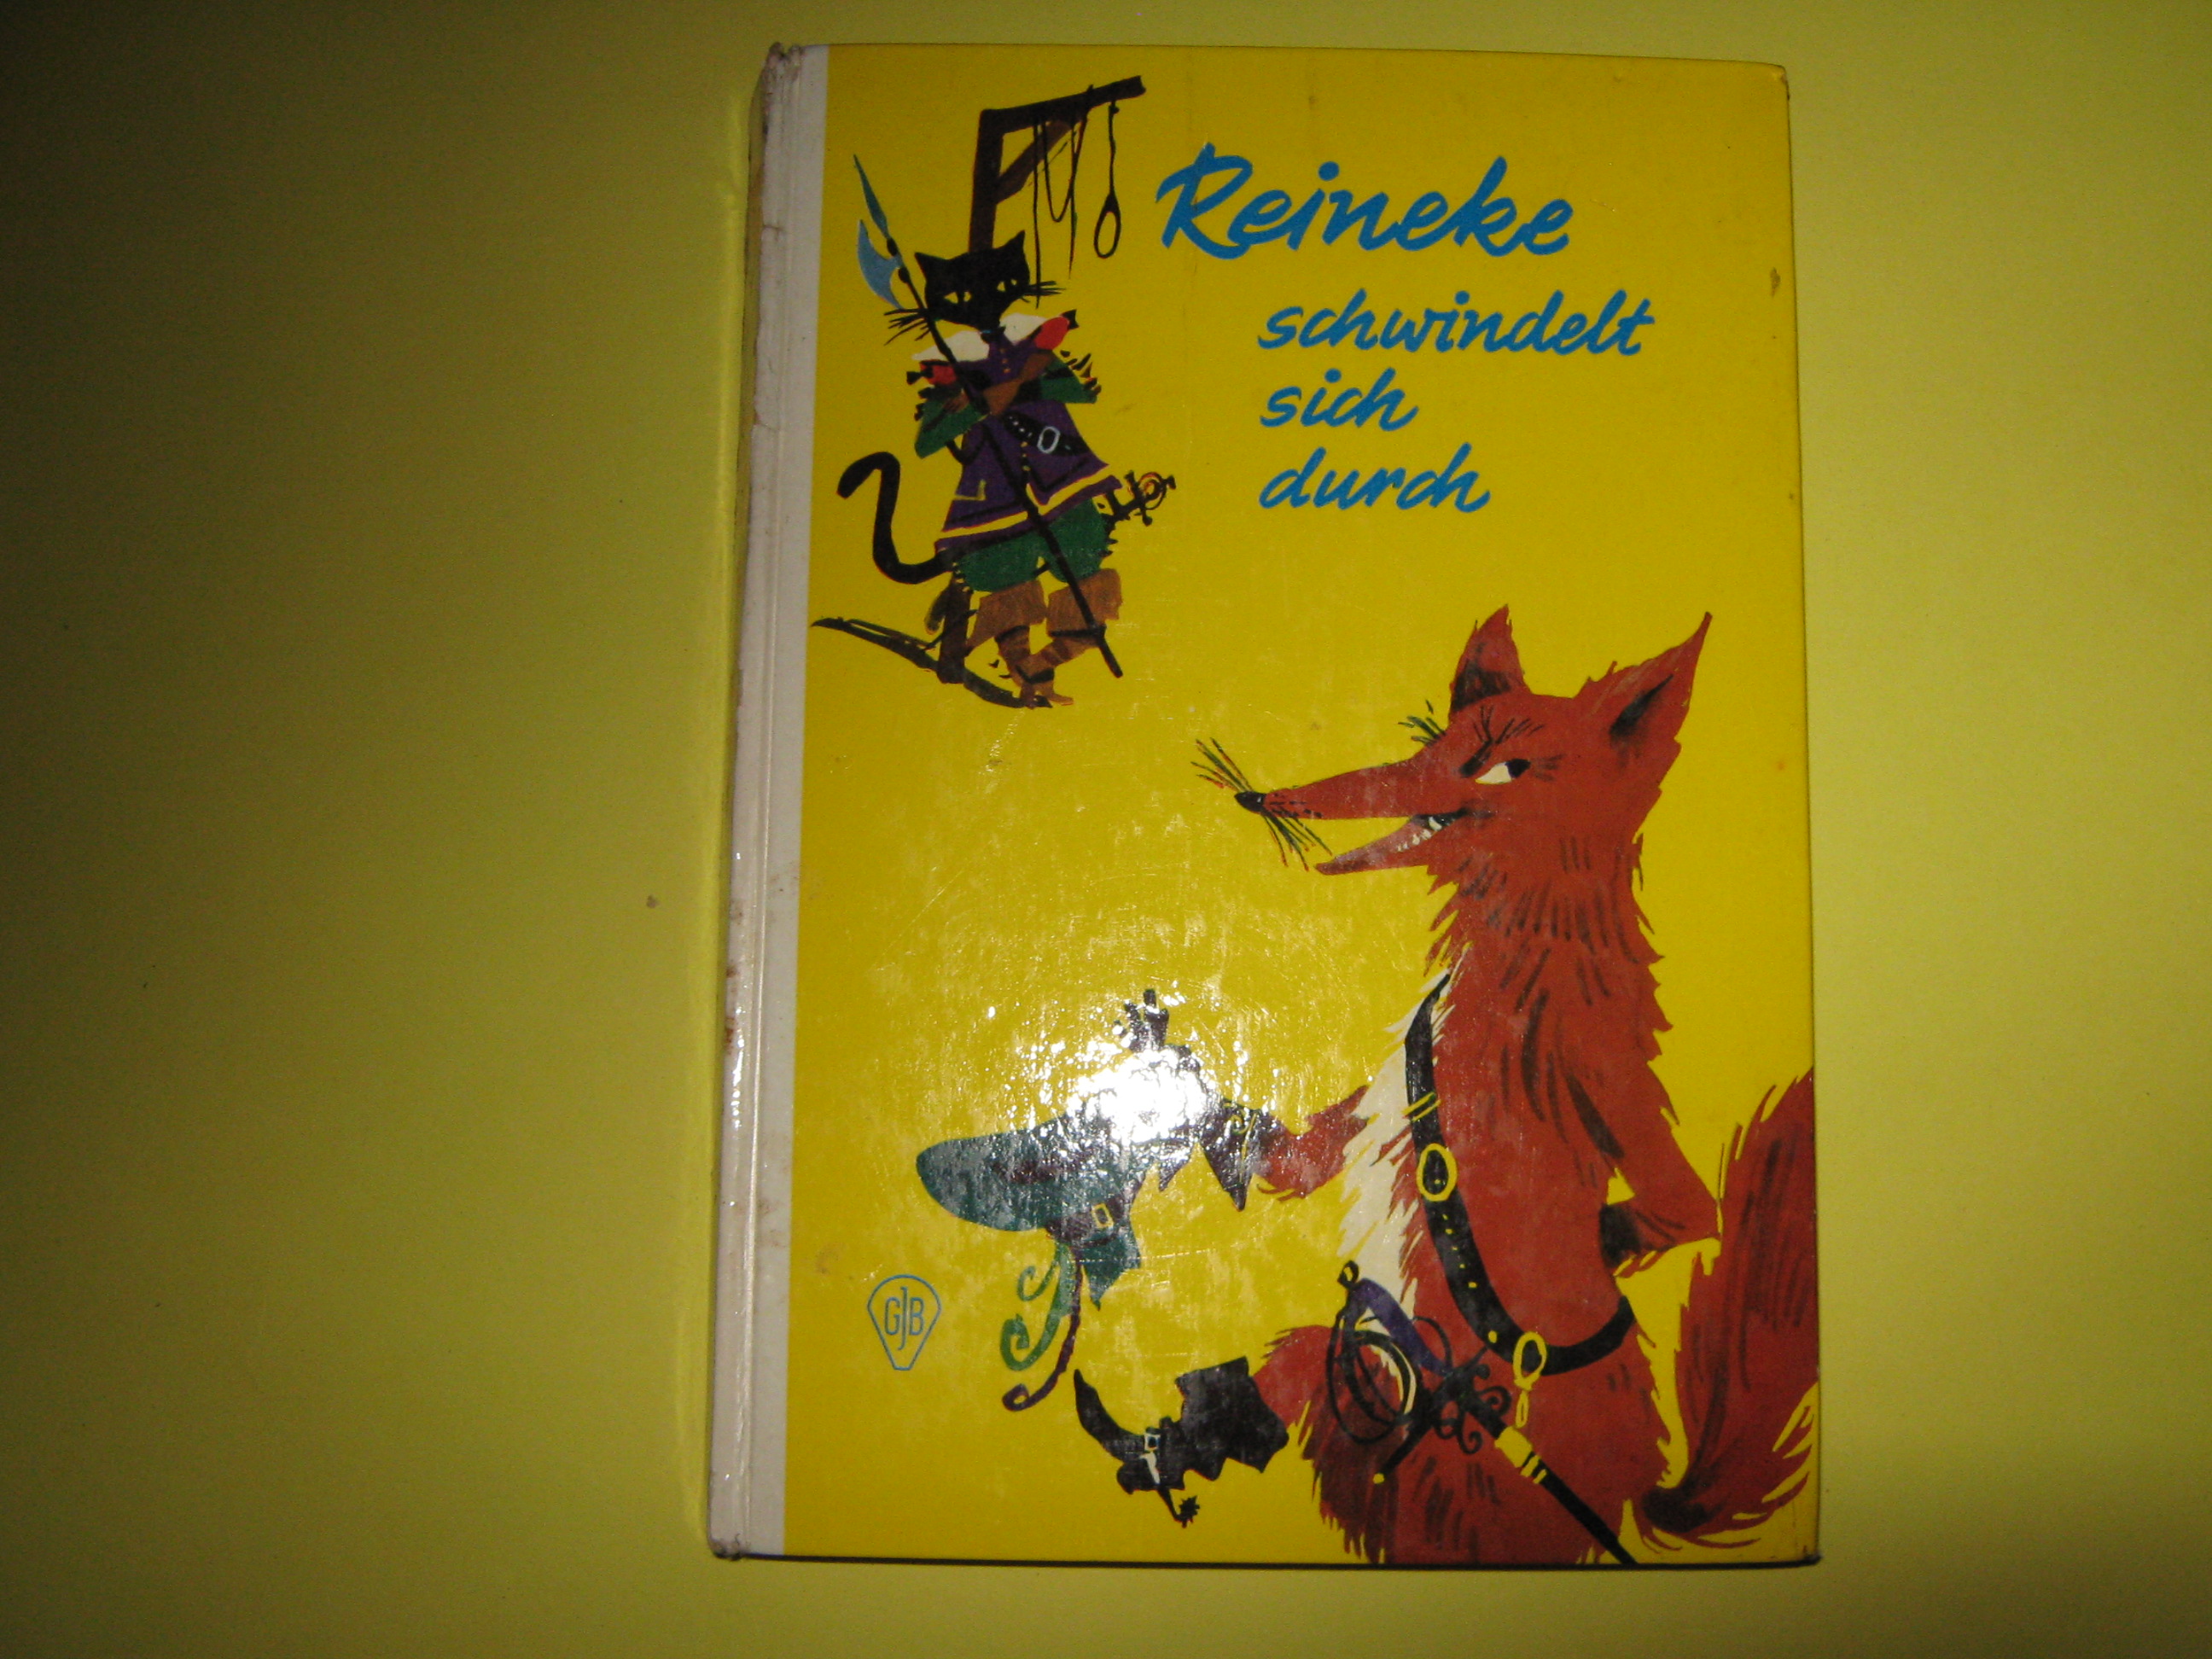 Reineke
schwindelt
sich
durch
GJB